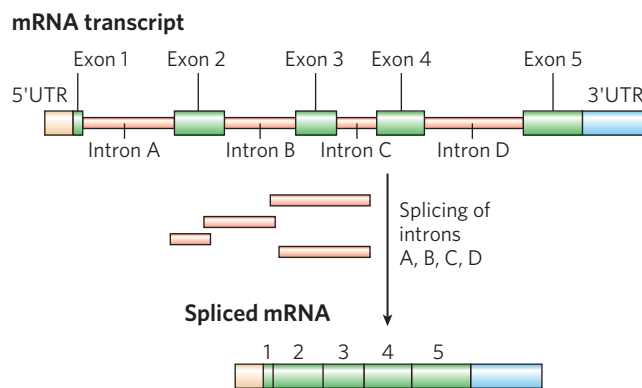 mRNA transcript
Exon 1 Exon 2 Exon 3 Exon 4 Exon 5
5'UTR 3'UTR
Intron A Intron B Intron C Intron D
Splicing of
introns
A, B, C, D
Spliced mRNA
1 2 3 4 5